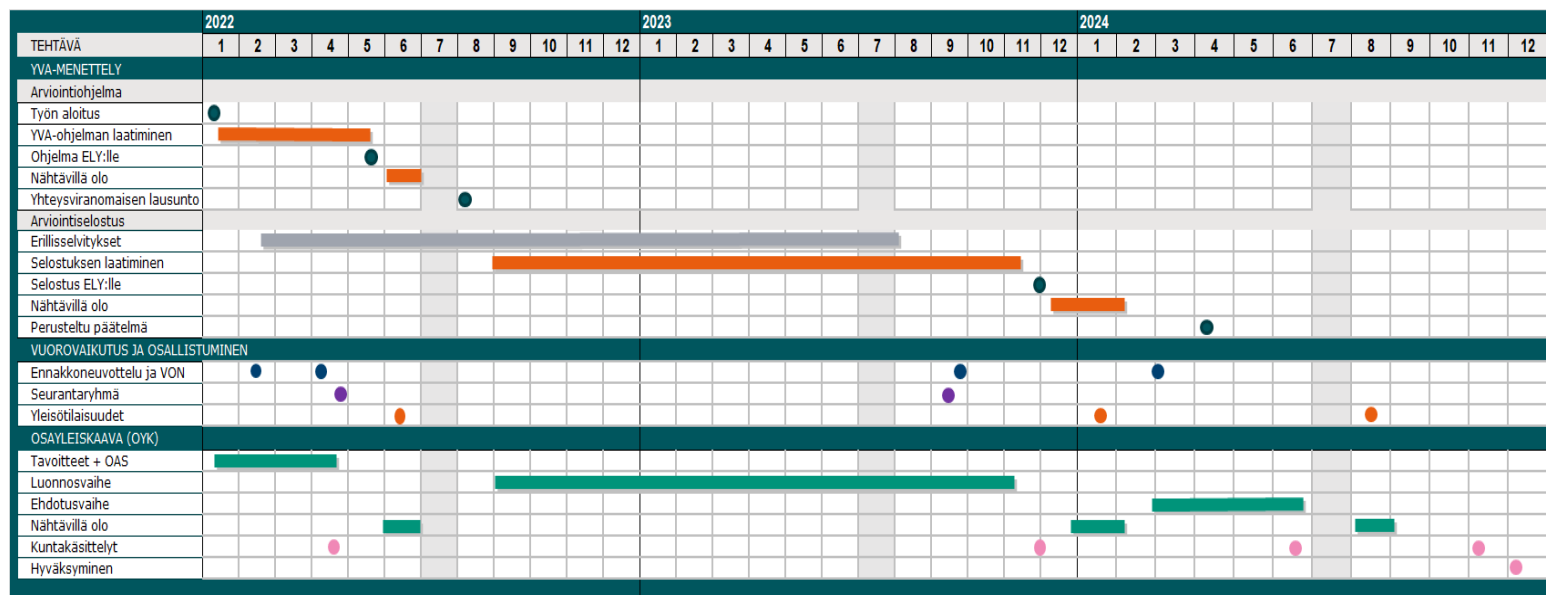 2022 2023 2024
TEHTÄVÄ 1 2 3 4 5 6 7 8 9 10 11 12 1 2 3 4 5 6 7 8 9 10 11 12 1 2 3 4 5 6 7 8 9 10 11 12
YVA-MENETTELY
Arviointiohjelma
Työn aloitus
YVA-ohjelman laatiminen
Ohjelma ELY:lle
Nähtävillä olo
Yhteysviranomaisen lausunto
Arviointiselostus
Erillisselvitykset
Selostuksen laatiminen
Selostus ELY:lle
Nähtävillä olo
Perusteltu päätelmä
VUOROVAIKUTUS JA OSALLISTUMINEN
Ennakkoneuvottelu ja VON
Seurantaryhmä
Yleisötilaisuudet
OSAYLEISKAAVA (OYK)
Tavoitteet + OAS
Luonnosvaihe
Ehdotusvaihe
Nähtävillä olo
Kuntakäsittelyt
Hyväksyminen